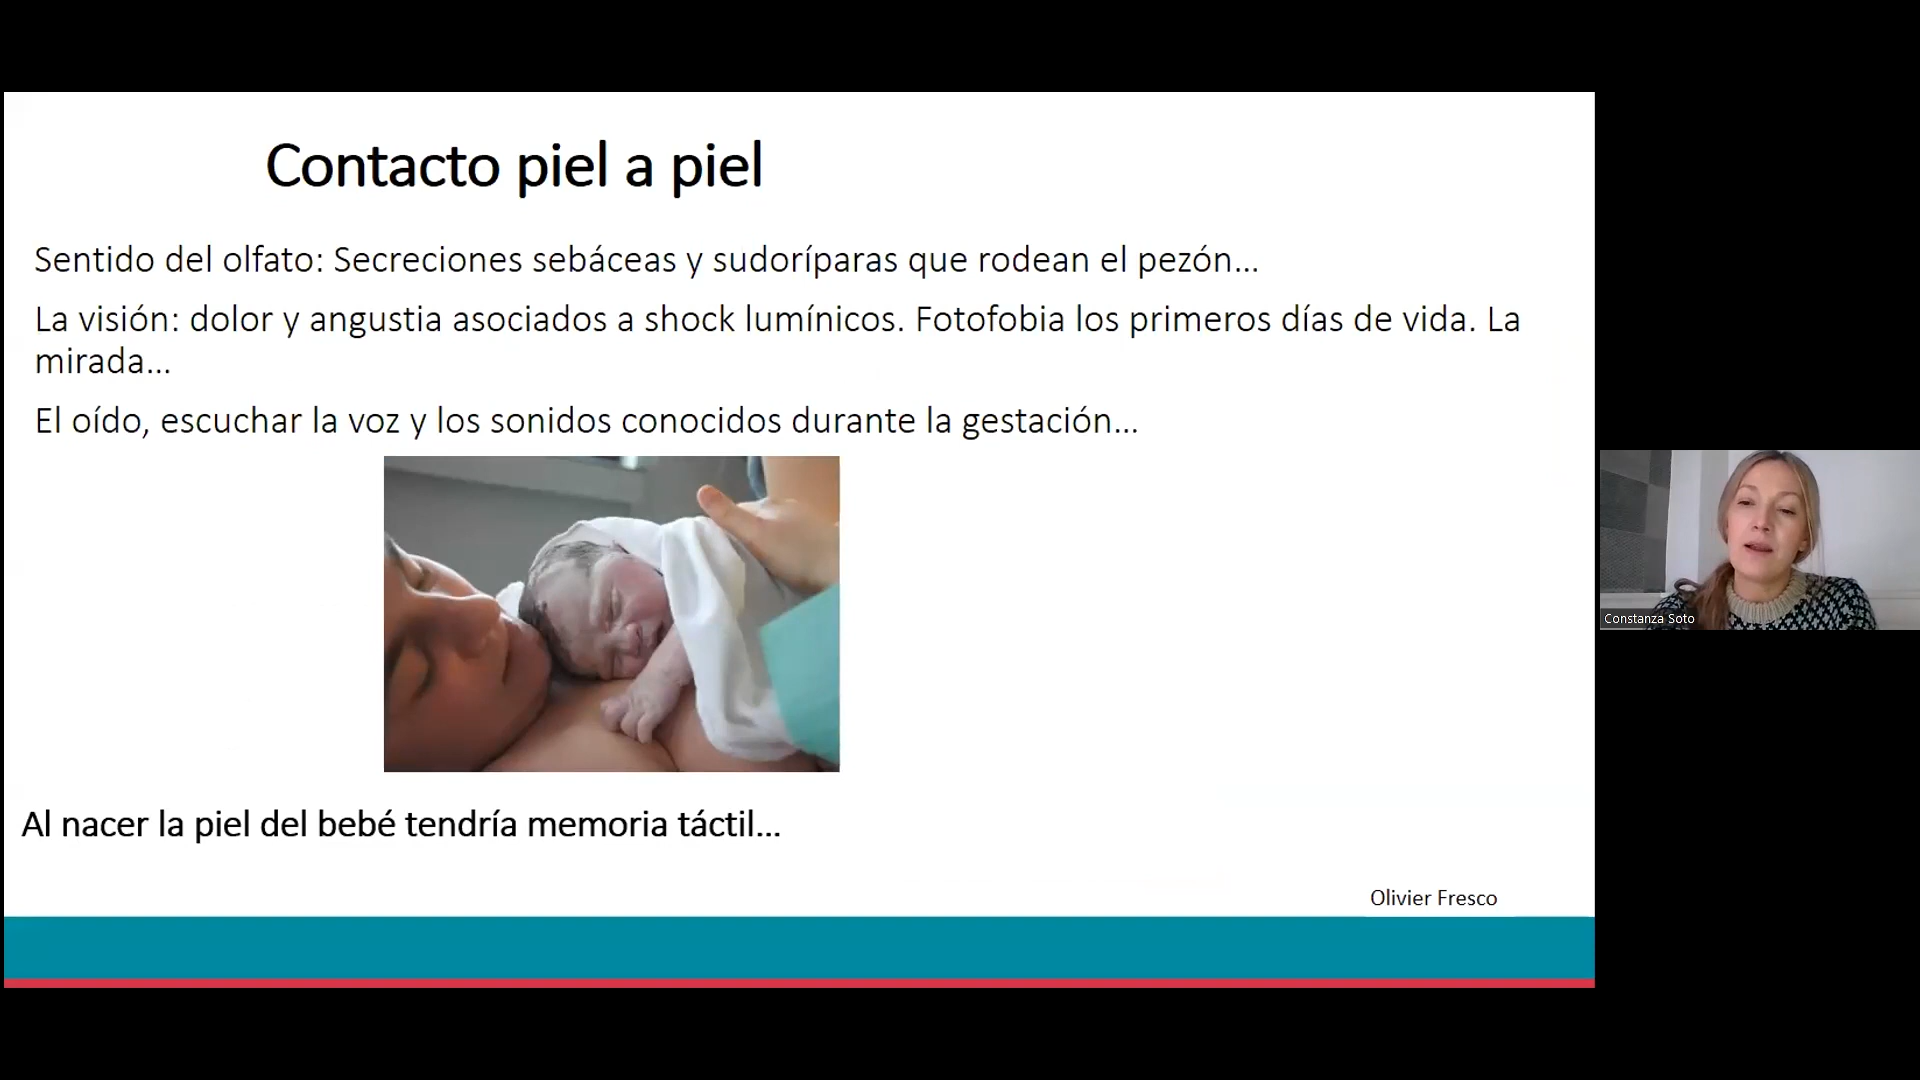 Contacto piel a piel
Sentido del olfato: Secreciones sebáceas y sudoríparas que rodean el pezón...
La visión: dolor y angustia asociados a shock lumínicos. Fotofobia los primeros días de vida. La
mirada...
El oído, escuchar la voz y los sonidos conocidos durante la gestación...
Constanza Soto
Al nacer la piel del bebé tendría memoria táctil...
Olivier Fresco